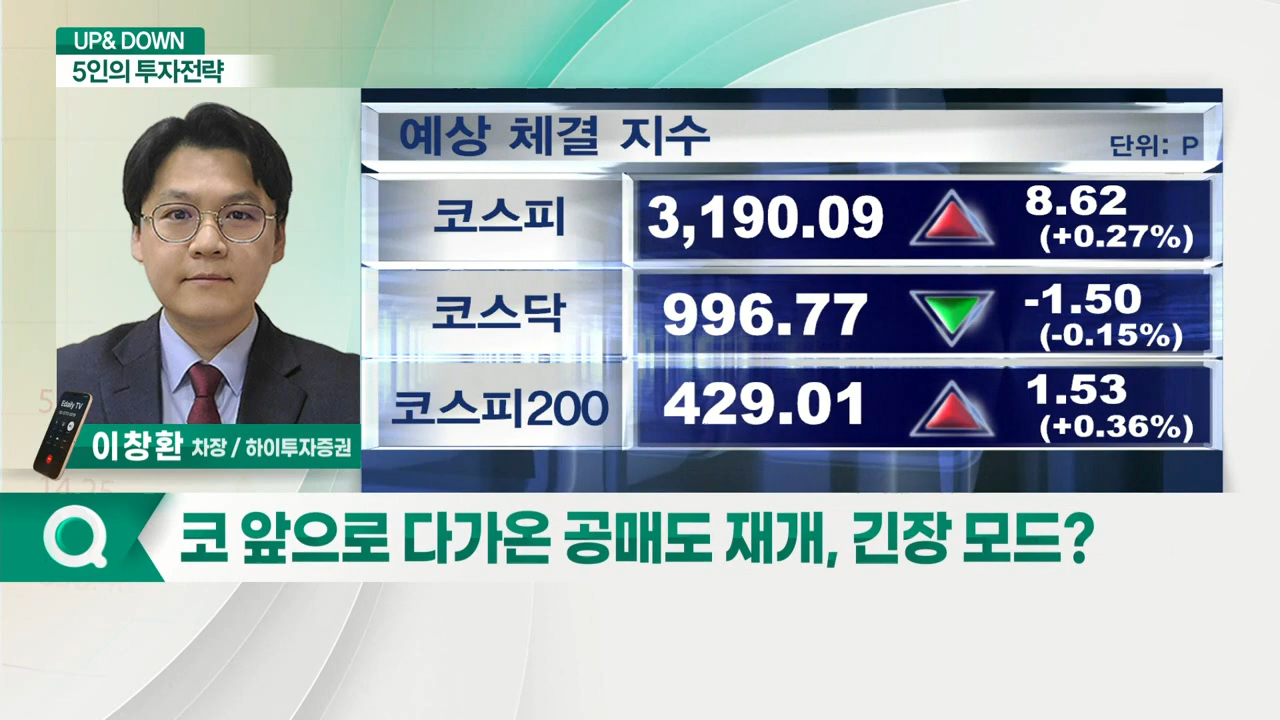 UP& DOWN
5인의 투자전략
예상 체결 지수
단위: P
코스피 3,190.09 8.62
(+0.27%)
코스닥 996.77 -1.50
(-0.15%)
코스피200 429.01 1.53
(+0.36%)
Edaily TV
이창환 차장 / 하이투자증권
Q 코 앞으로 다가온 공매도 재개, 긴장 모드?